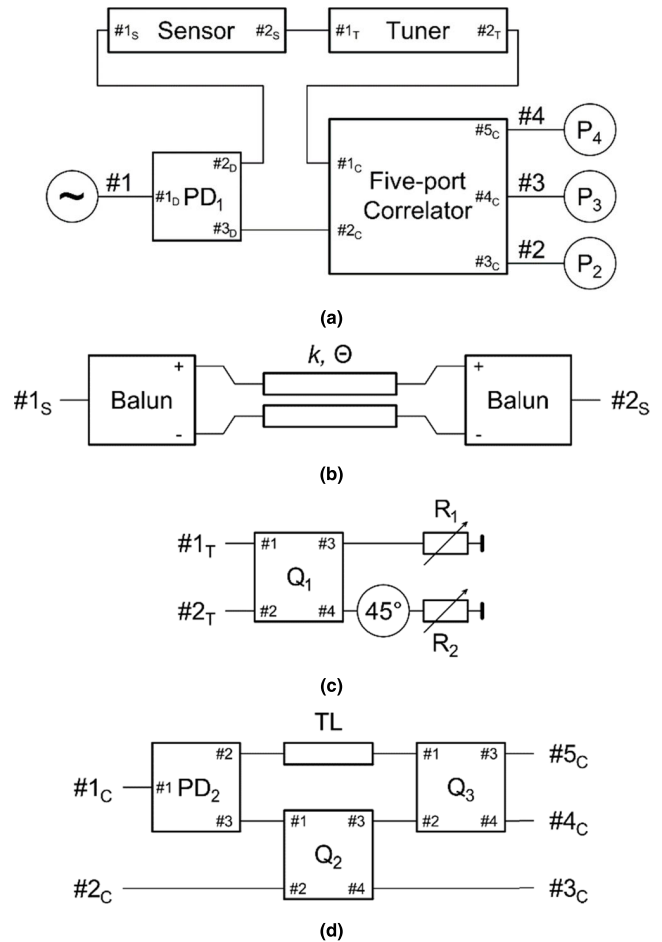 #1S Sensor #2S #1T Tuner #2T
#4
#5C P4
#1C
#2D Five-port #3
#1 #1D PD1 Correlator #4C P3
~
#3D #2C
#2
#3C P2
(a)
k, Θ
+ +
#1S Balun Balun #2S
- -
(b)
R1
#1T #1 #3
Q1
#2T #2 #4 45°
R2
(c)
TL
#2 #1 #3 #5C
#1C #1 PD2 Q3
#3 #1 #3 #2 #4 #4C
Q2
#2C #2 #4 #3C
(d)